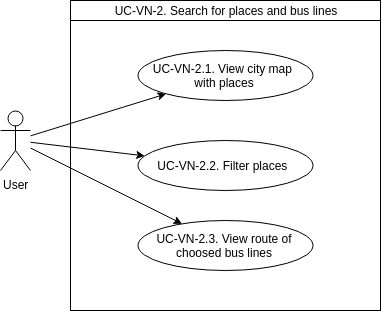 UC-VN-2. Search for places and bus lines
UC-VN-2.1. View city map
with places
UC-VN-2.2. Filter places
User
UC-VN-2.3. View route of
choosed bus lines